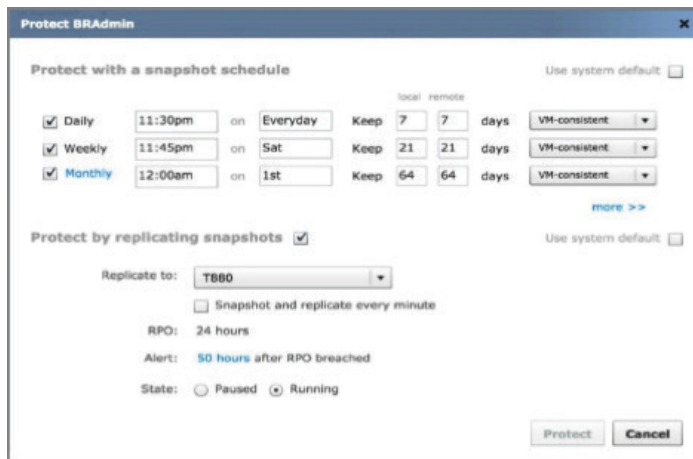 Protect BRAdmin
Protect with a snapshot schedule Use system default
local remote
Daily 11:30pm on Everyday Keep 7 7 days VM-consistent
Weekly 11:45pm on Sat Keep 21 21 days VM-consistent
Monthly 12:00am on 1st Keep 64 64 days VM-consistent
more >>
Protect by replicating snapshots Use system default
Replicate to: T880
Snapshot and replicate every minute
RPO: 24 hours
Alert: 50 hours after RPO breached
State: Paused Running
Protect Cancel